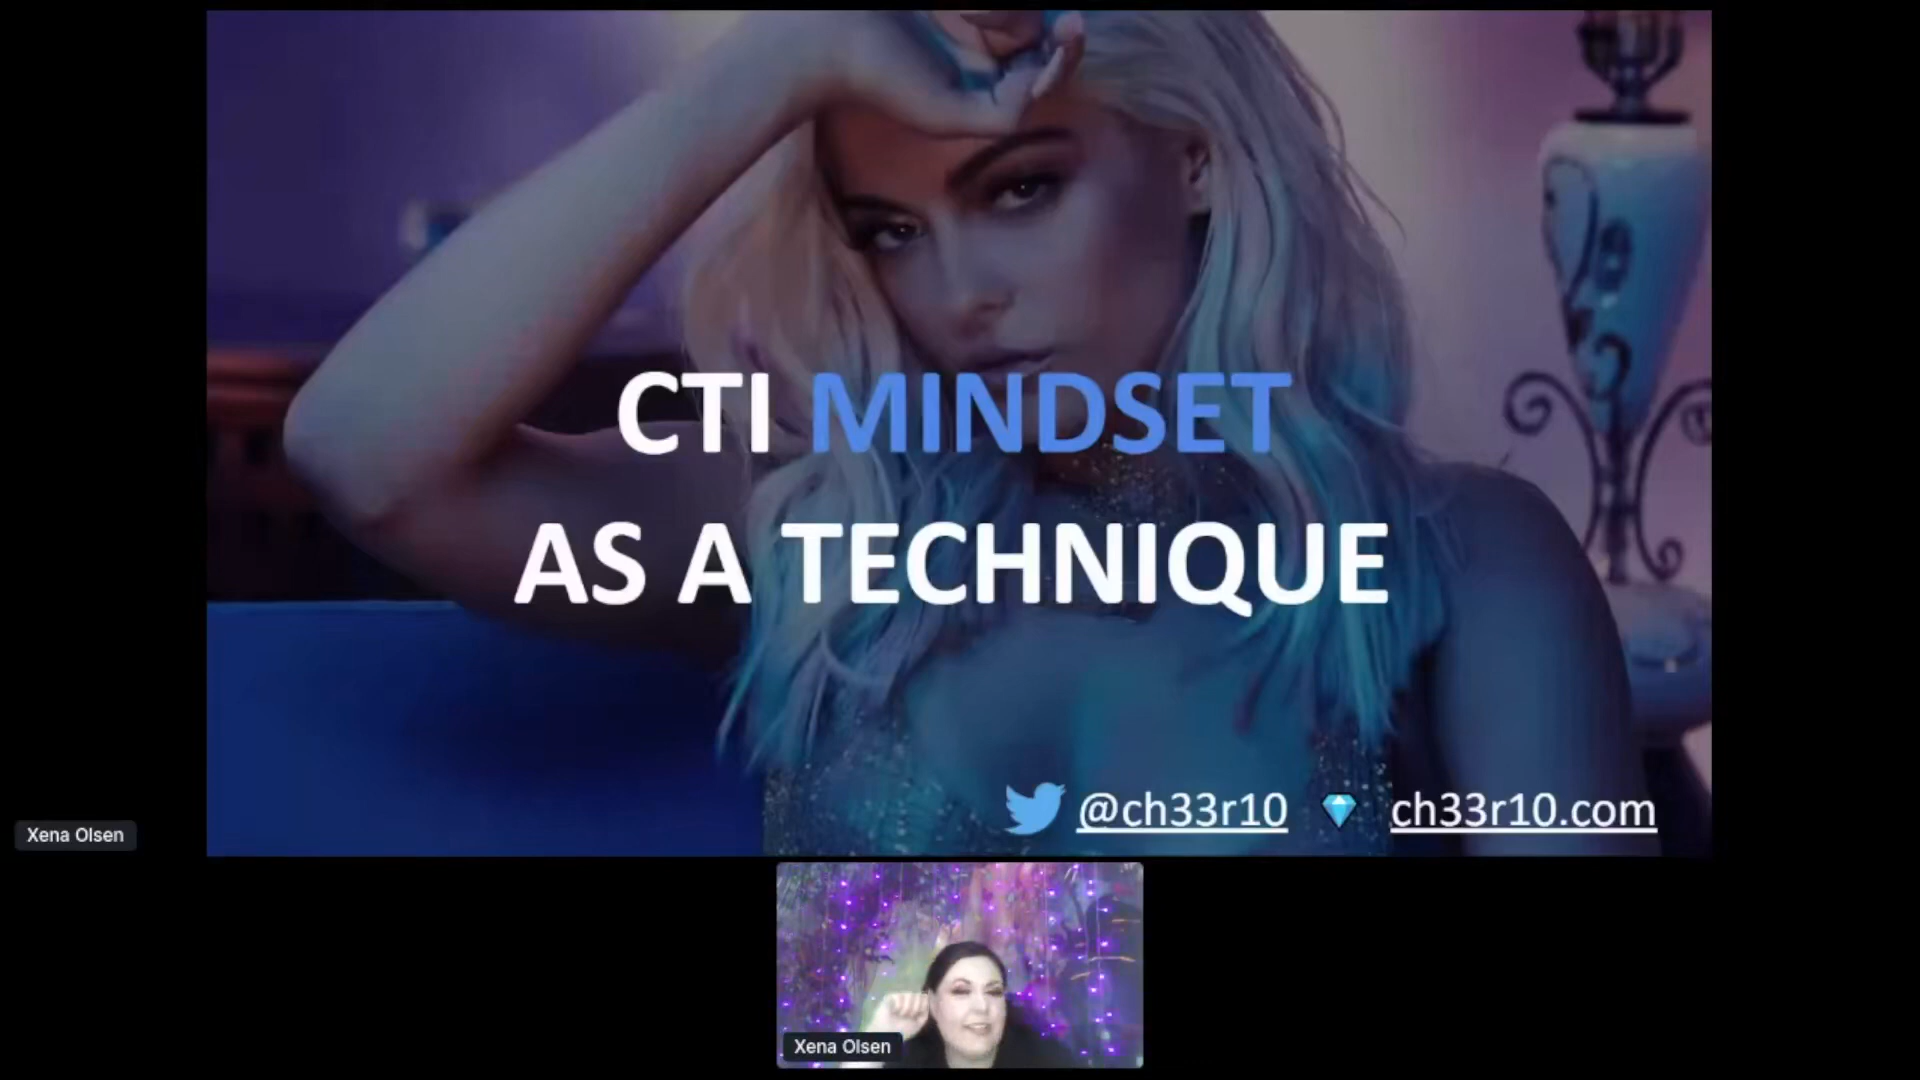 CTI MINDSET
AS A TECHNIQUE
@ch33r10 ch33r10.com
Xena Olsen
Xena Olsen